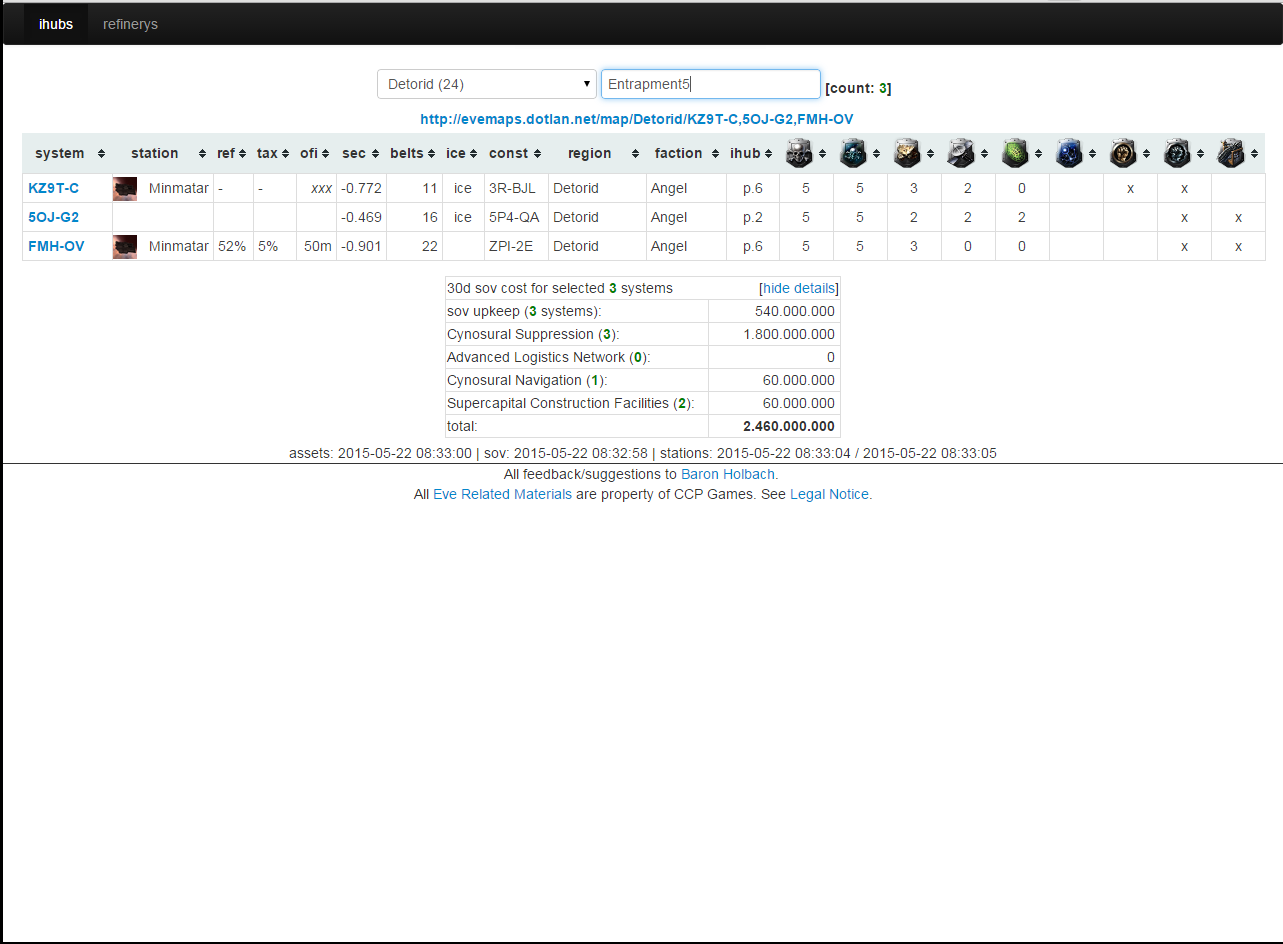 ihubs refinerys
Detorid (24) Entrapment5 [count: 3]
http://evemaps.dotlan.net/map/Detorid/KZ9T-C,5OJ-G2,FMH-OV
system station ref tax ofi sec belts ice const region faction ihub
KZ9T-C Minmatar - - xxx -0.772 11 ice 3R-BJL Detorid Angel p.6 5 5 3 2 0 x x
5OJ-G2 -0.469 16 ice 5P4-QA Detorid Angel p.2 5 5 2 2 2 x x
FMH-OV Minmatar 52% 5% 50m -0.901 22 ZPI-2E Detorid Angel p.6 5 5 3 0 0 x x
30d sov cost for selected 3 systems [hide details]
sov upkeep (3 systems): 540.000.000
Cynosural Suppression (3): 1.800.000.000
Advanced Logistics Network (0): 0
Cynosural Navigation (1): 60.000.000
Supercapital Construction Facilities (2): 60.000.000
total: 2.460.000.000
assets: 2015-05-22 08:33:00 | sov: 2015-05-22 08:32:58 | stations: 2015-05-22 08:33:04 / 2015-05-22 08:33:05
All feedback/suggestions to Baron Holbach.
All Eve Related Materials are property of CCP Games. See Legal Notice.